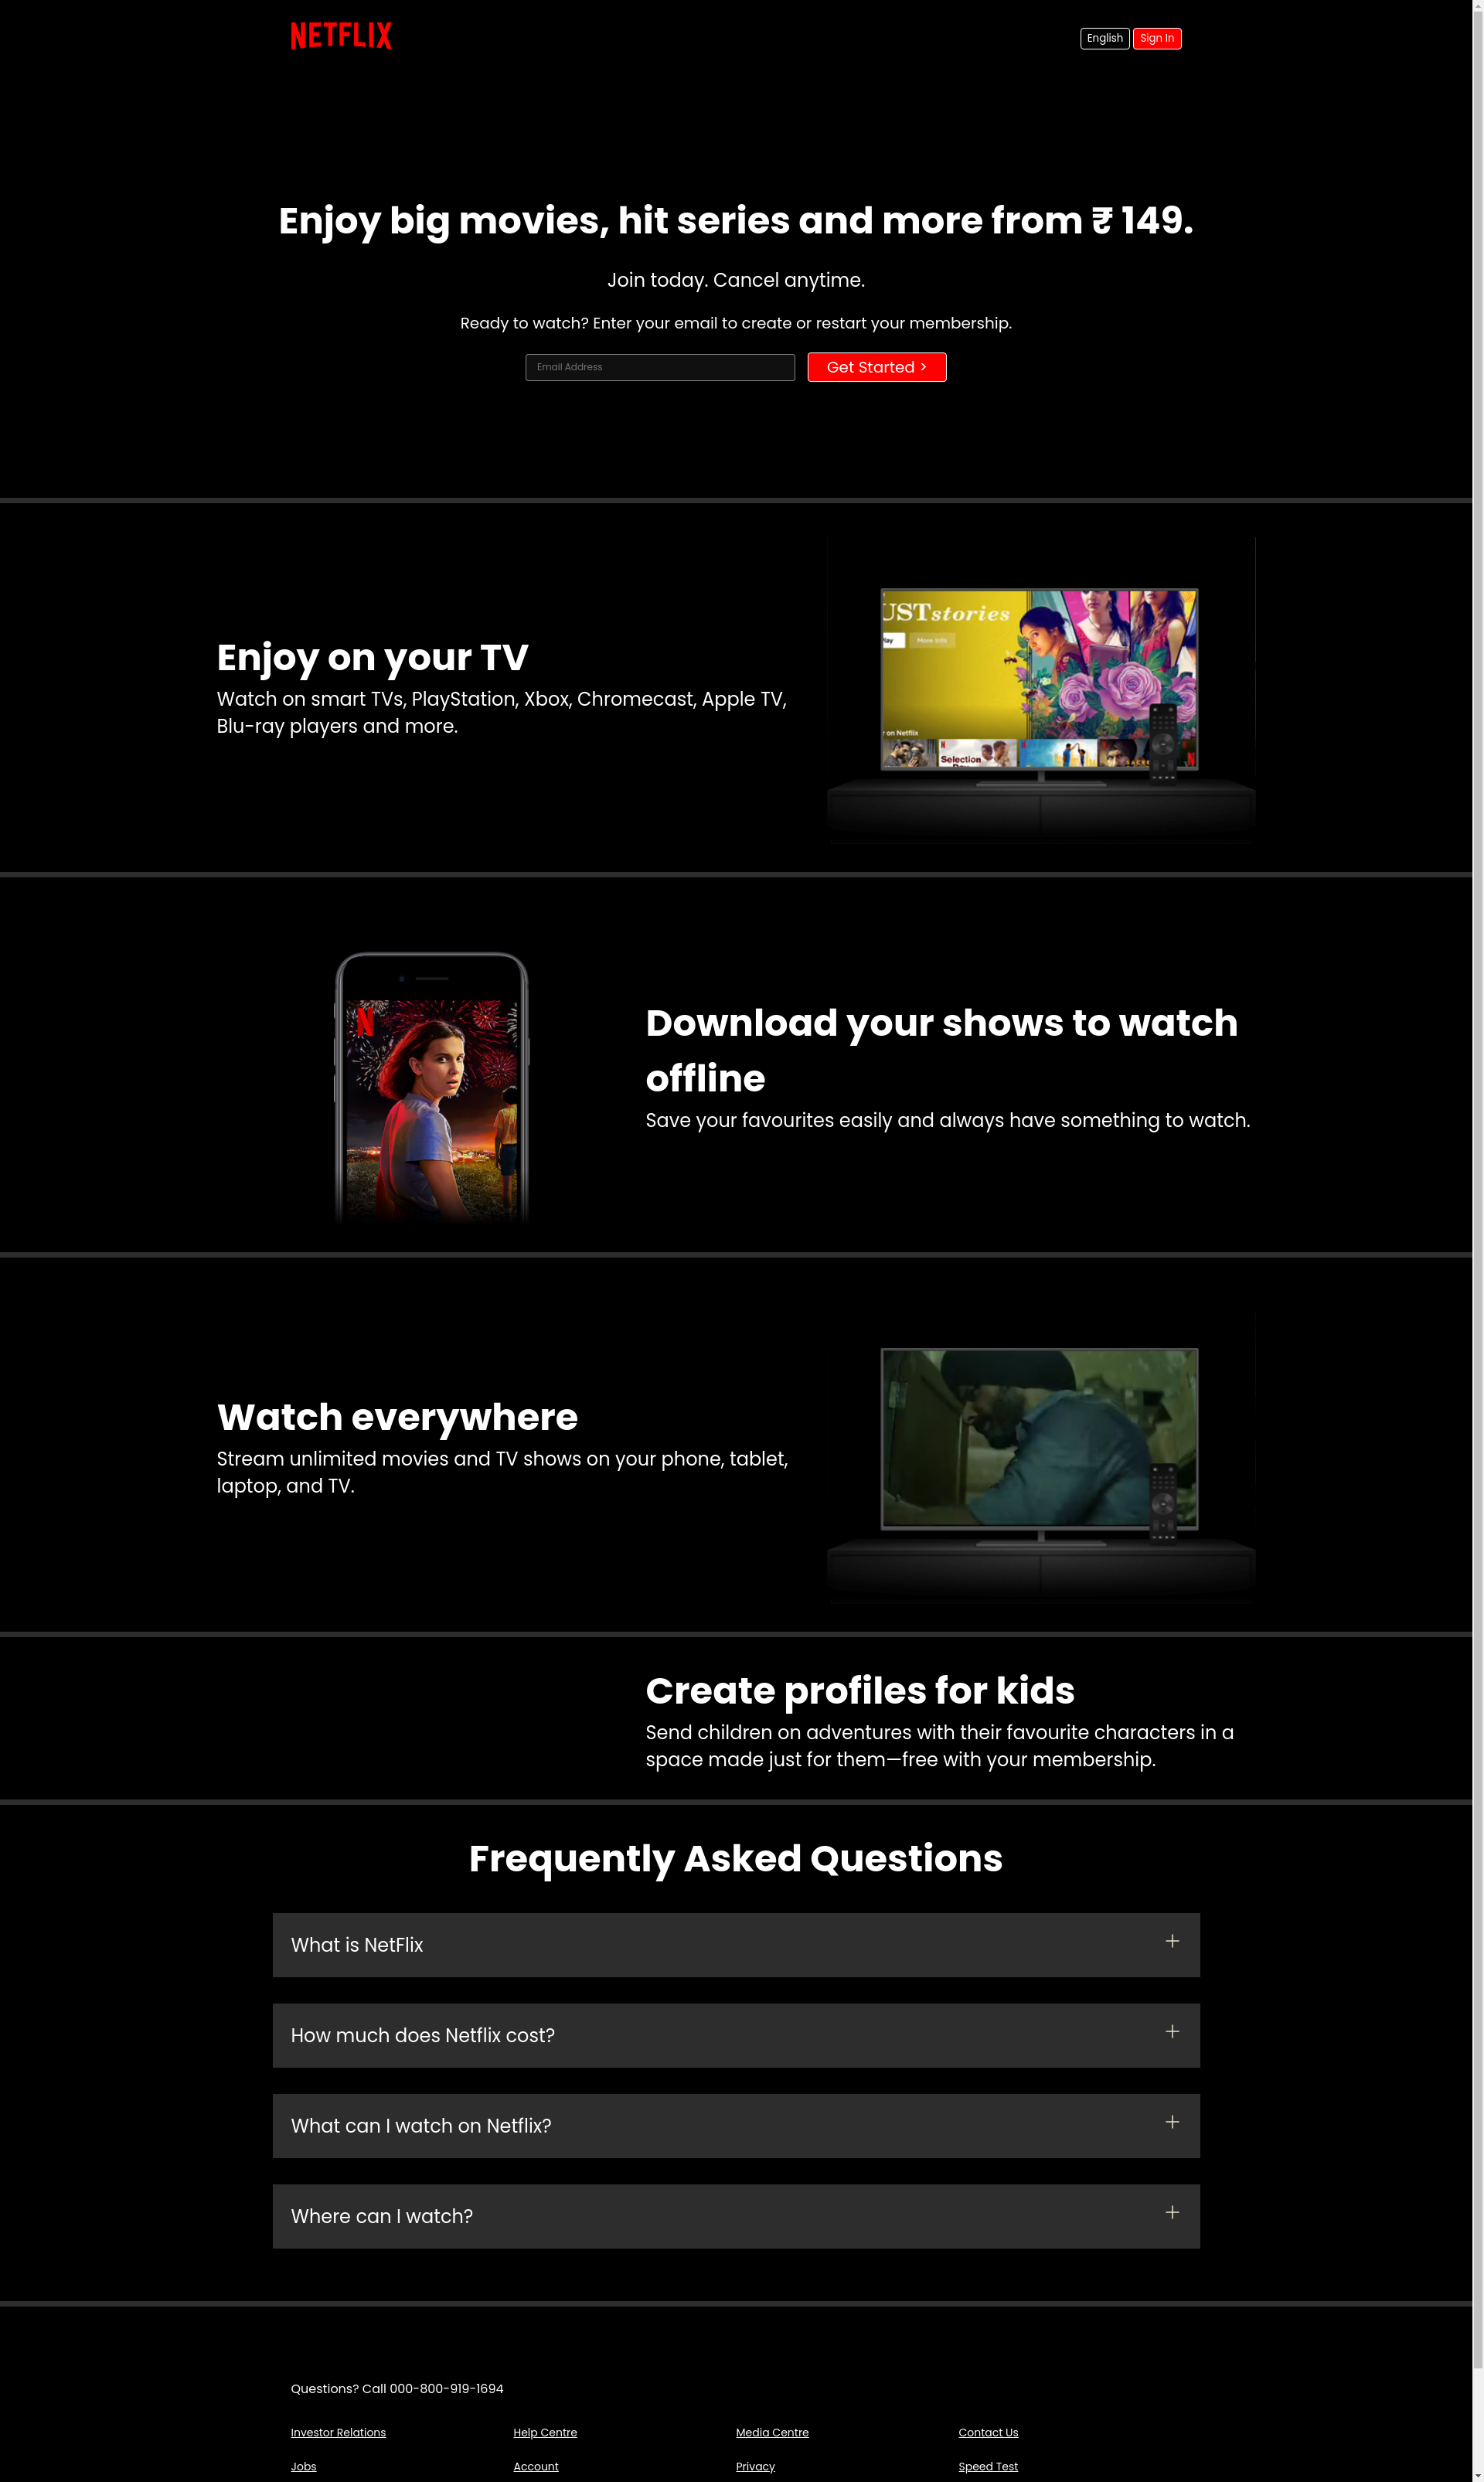 NETFLIX
English
Sign In
Enjoy big movies, hit series and more from ₹ 149.
Join today. Cancel anytime.
Ready to watch? Enter your email to create or restart your membership.
Email Address
Get Started >
Enjoy on your TV
Watch on smart TVs, PlayStation, Xbox, Chromecast, Apple TV,
Blu-ray players and more.
UST stories
More Info
on Netflix
Selection
Download your shows to watch
offline
Save your favourites easily and always have something to watch.
Watch everywhere
Stream unlimited movies and TV shows on your phone, tablet,
laptop, and TV.
Create profiles for kids
Send children on adventures with their favourite characters in a
space made just for them—free with your membership.
Frequently Asked Questions
What is NetFlix
How much does Netflix cost?
What can I watch on Netflix?
Where can I watch?
Questions? Call 000-800-919-1694
Investor Relations
Help Centre
Media Centre
Contact Us
Jobs
Account
Privacy
Speed Test